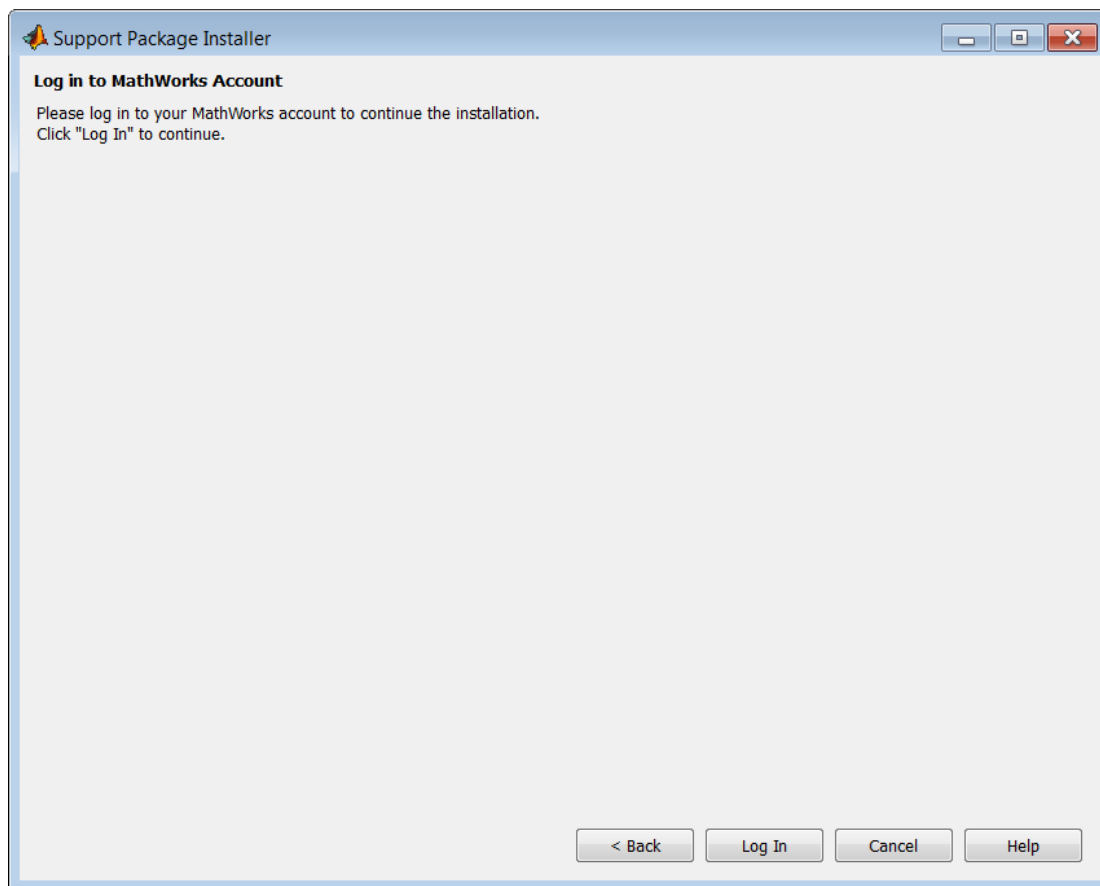 Support Package Installer
Log in to MathWorks Account
Please log in to your MathWorks account to continue the installation.
Click "Log In" to continue.
< Back
Log In
Cancel
Help